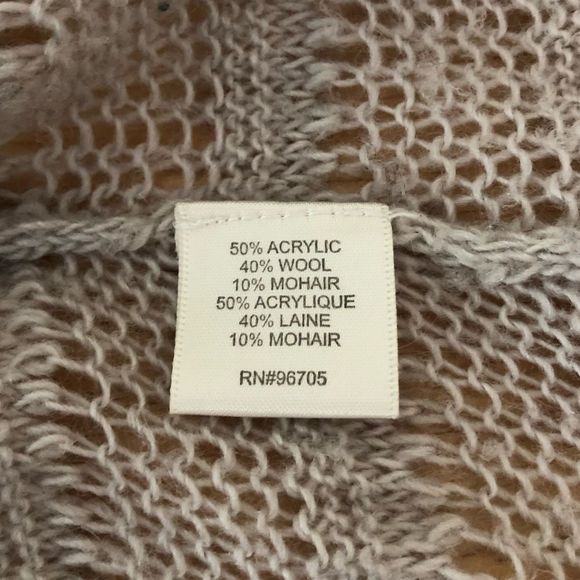 50% ACRYLIC
40% WOOL
10% MOHAIR
50% ACRYLIQUE
40% LAINE
10% MOHAIR
RN#96705